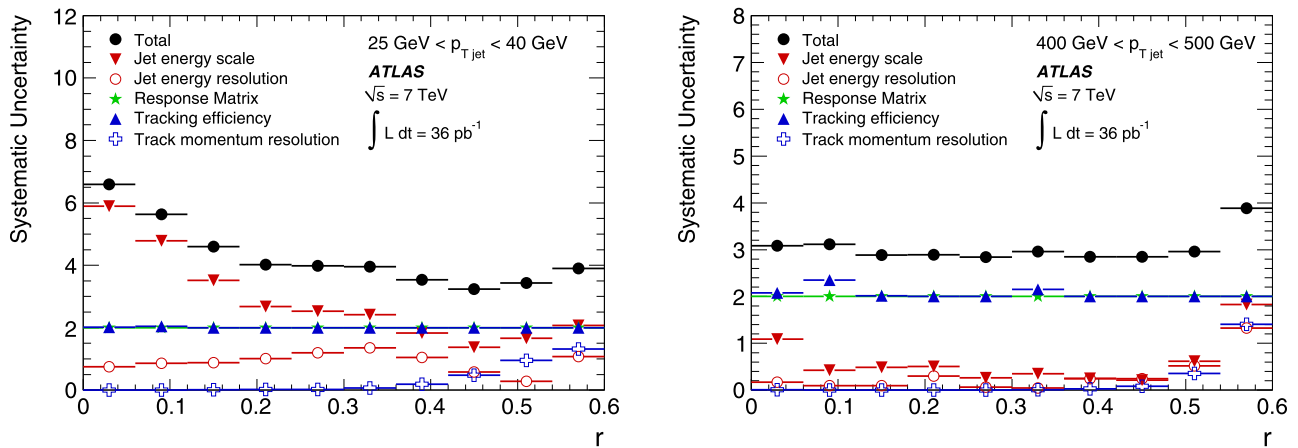 Systematic Uncertainty
12
10
8
6
4
2
0
Total
Jet energy scale
Jet energy resolution
Response Matrix
Tracking efficiency
Track momentum resolution
25 GeV < pT jet < 40 GeV
ATLAS
√s = 7 TeV
∫ L dt = 36 pb-1
0 0.1 0.2 0.3 0.4 0.5 0.6
r
Systematic Uncertainty
8
7
6
5
4
3
2
1
0
Total
Jet energy scale
Jet energy resolution
Response Matrix
Tracking efficiency
Track momentum resolution
400 GeV < pT jet < 500 GeV
ATLAS
√s = 7 TeV
∫ L dt = 36 pb-1
0 0.1 0.2 0.3 0.4 0.5 0.6
r